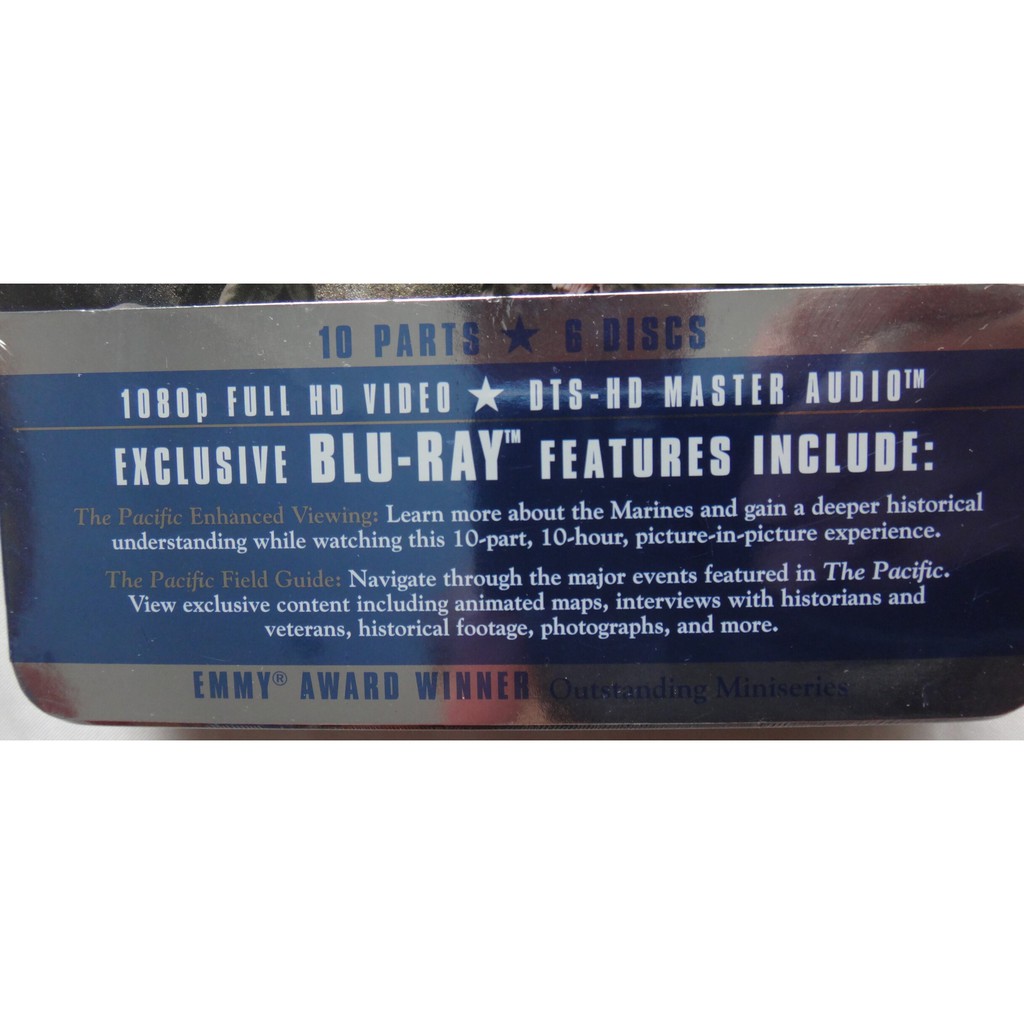 10 PARTS ★ 6 DISCS
1080p FULL HD VIDEO ★ DTS-HD MASTER AUDIO™
EXCLUSIVE BLU-RAY™ FEATURES INCLUDE:
The Pacific Enhanced Viewing: Learn more about the Marines and gain a deeper historical
understanding while watching this 10-part, 10-hour, picture-in-picture experience.
The Pacific Field Guide: Navigate through the major events featured in The Pacific.
View exclusive content including animated maps, interviews with historians and
veterans, historical footage, photographs, and more.
EMMY® AWARD WINNER Outstanding Miniseries